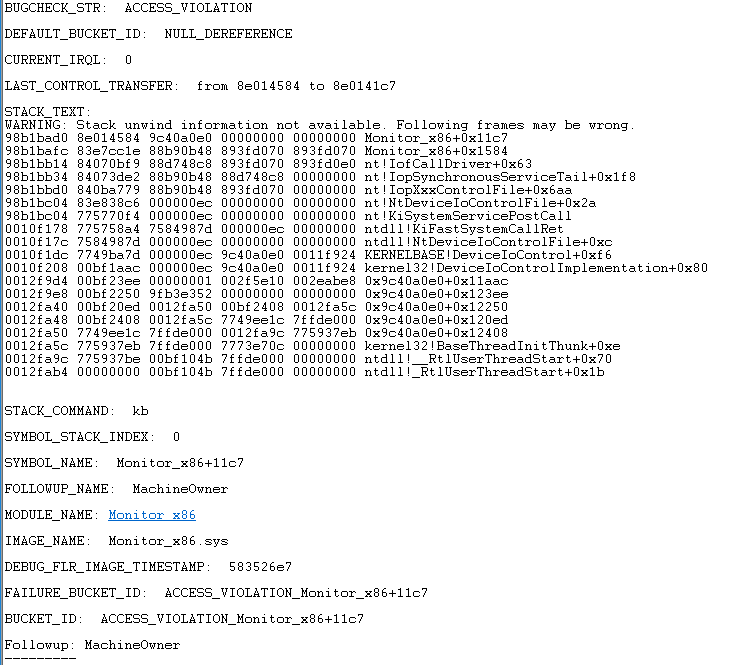 BUGCHECK_STR:  ACCESS_VIOLATION
DEFAULT_BUCKET_ID:  NULL_DEREFERENCE
CURRENT_IRQL:  0
LAST_CONTROL_TRANSFER:  from 8e014584 to 8e0141c7
STACK_TEXT:
WARNING: Stack unwind information not available. Following frames may be wrong.
98b1bad0 8e014584 9c40a0e0 00000000 00000000 Monitor_x86+0x11c7
98b1bafc 83e7cc1e 88b90b48 893fd070 893fd070 Monitor_x86+0x1584
98b1bb14 84070bf9 88d748c8 893fd070 893fd0e0 nt!IofCallDriver+0x63
98b1bb34 84073de2 88b90b48 88d748c8 00000000 nt!IopSynchronousServiceTail+0x1f8
98b1bbd0 840ba779 88b90b48 893fd070 00000000 nt!IopXxxControlFile+0x6aa
98b1bc04 83e838c6 000000ec 00000000 00000000 nt!NtDeviceIoControlFile+0x2a
98b1bc04 775770f4 000000ec 00000000 00000000 nt!KiSystemServicePostCall
0010f178 775758a4 7584987d 000000ec 00000000 ntdll!KiFastSystemCallRet
0010f17c 7584987d 000000ec 00000000 00000000 ntdll!NtDeviceIoControlFile+0xc
0010f1dc 7749ba7d 000000ec 9c40a0e0 0011f924 KERNELBASE!DeviceIoControl+0xf6
0010f208 00bf1aac 000000ec 9c40a0e0 0011f924 kernel32!DeviceIoControlImplementation+0x80
0012f9d4 00bf23ee 00000001 002f5e10 002eabe8 0x9c40a0e0+0x11aac
0012f9e8 00bf2250 9fb3e352 00000000 00000000 0x9c40a0e0+0x123ee
0012fa40 00bf20ed 0012fa50 00bf2408 0012fa5c 0x9c40a0e0+0x12250
0012fa48 00bf2408 0012fa5c 7749ee1c 7ffde000 0x9c40a0e0+0x120ed
0012fa50 7749ee1c 7ffde000 0012fa9c 775937eb 0x9c40a0e0+0x12408
0012fa5c 775937eb 7ffde000 7773e70c 00000000 kernel32!BaseThreadInitThunk+0xe
0012fa9c 775937be 00bf104b 7ffde000 00000000 ntdll!__RtlUserThreadStart+0x70
0012fab4 00000000 00bf104b 7ffde000 00000000 ntdll!_RtlUserThreadStart+0x1b
STACK_COMMAND:  kb
SYMBOL_STACK_INDEX:  0
SYMBOL_NAME:  Monitor_x86+11c7
FOLLOWUP_NAME:  MachineOwner
MODULE_NAME: Monitor_x86
IMAGE_NAME:  Monitor_x86.sys
DEBUG_FLR_IMAGE_TIMESTAMP:  583526e7
FAILURE_BUCKET_ID:  ACCESS_VIOLATION_Monitor_x86+11c7
BUCKET_ID:  ACCESS_VIOLATION_Monitor_x86+11c7
Followup: MachineOwner
---------